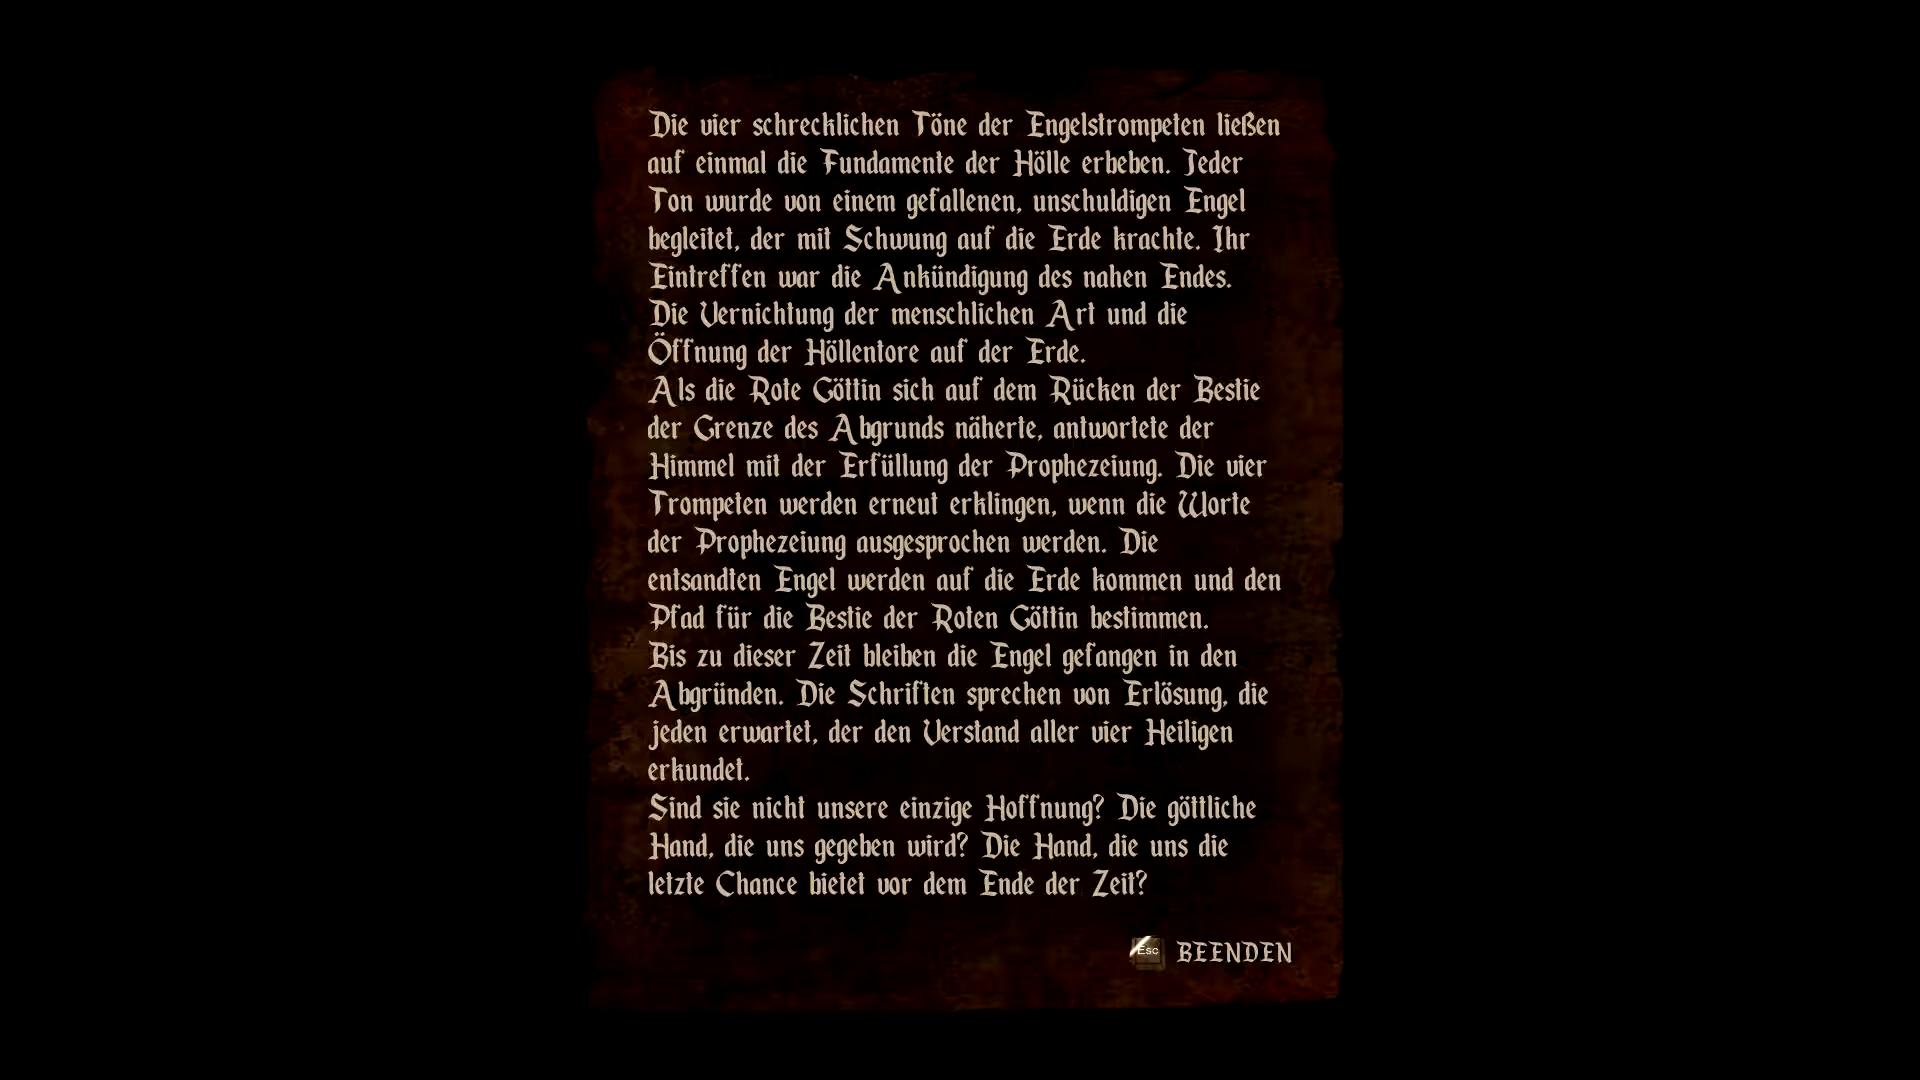 Die vier schrecklichen Töne der Engelstrompeten ließen
auf einmal die Fundamente der Hölle erbeben. Jeder
Ton wurde von einem gefallenen, unschuldigen Engel
begleitet, der mit Schwung auf die Erde krachte. Ihr
Eintreffen war die Ankündigung des nahen Endes.
Die Vernichtung der menschlichen Art und die
Öffnung der Höllentore auf der Erde.
Als die Rote Göttin sich auf dem Rücken der Bestie
der Grenze des Abgrunds näherte, antwortete der
Himmel mit der Erfüllung der Prophezeiung. Die vier
Trompeten werden erneut erklingen, wenn die Worte
der Prophezeiung ausgesprochen werden. Die
entsandten Engel werden auf die Erde kommen und den
Pfad für die Bestie der Roten Göttin bestimmen.
Bis zu dieser Zeit bleiben die Engel gefangen in den
Abgründen. Die Schriften sprechen von Erlösung, die
jeden erwartet, der den Verstand aller vier Heiligen
erkundet.
Sind sie nicht unsere einzige Hoffnung? Die göttliche
Hand, die uns gegeben wird? Die Hand, die uns die
letzte Chance bietet vor dem Ende der Zeit?
Esc BEENDEN